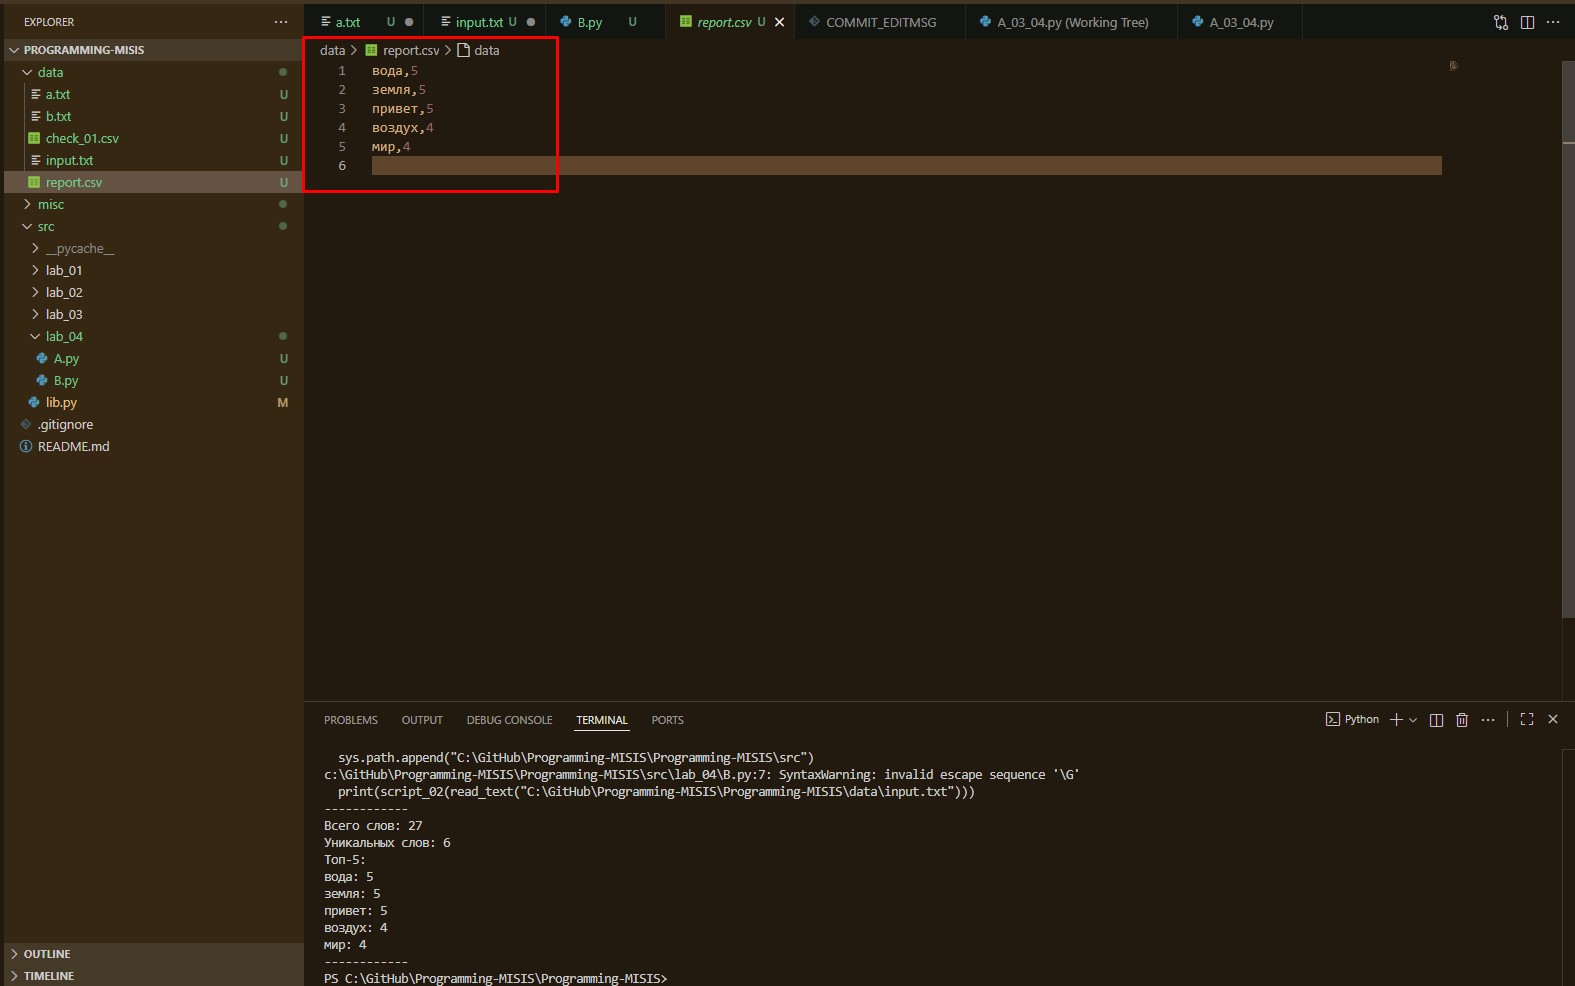 EXPLORER
PROGRAMMING-MISIS
data
a.txt U
b.txt U
check_01.csv U
input.txt U
report.csv U
misc
src
__pycache__
lab_01
lab_02
lab_03
lab_04
A.py U
B.py U
lib.py M
.gitignore
README.md
OUTLINE
TIMELINE
a.txt U
input.txt U
B.py U
report.csv U
COMMIT_EDITMSG
A_03_04.py (Working Tree)
A_03_04.py
data > report.csv > data
1 вода,5
2 земля,5
3 привет,5
4 воздух,4
5 мир,4
6
PROBLEMS OUTPUT DEBUG CONSOLE TERMINAL PORTS
Python
sys.path.append("C:\GitHub\Programming-MISIS\Programming-MISIS\src")
c:\GitHub\Programming-MISIS\Programming-MISIS\src\lab_04\B.py:7: SyntaxWarning: invalid escape sequence '\G'
print(script_02(read_text("C:\GitHub\Programming-MISIS\Programming-MISIS\data\input.txt")))
------------
Всего слов: 27
Уникальных слов: 6
Топ-5:
вода: 5
земля: 5
привет: 5
воздух: 4
мир: 4
------------
PS C:\GitHub\Programming-MISIS\Programming-MISIS>